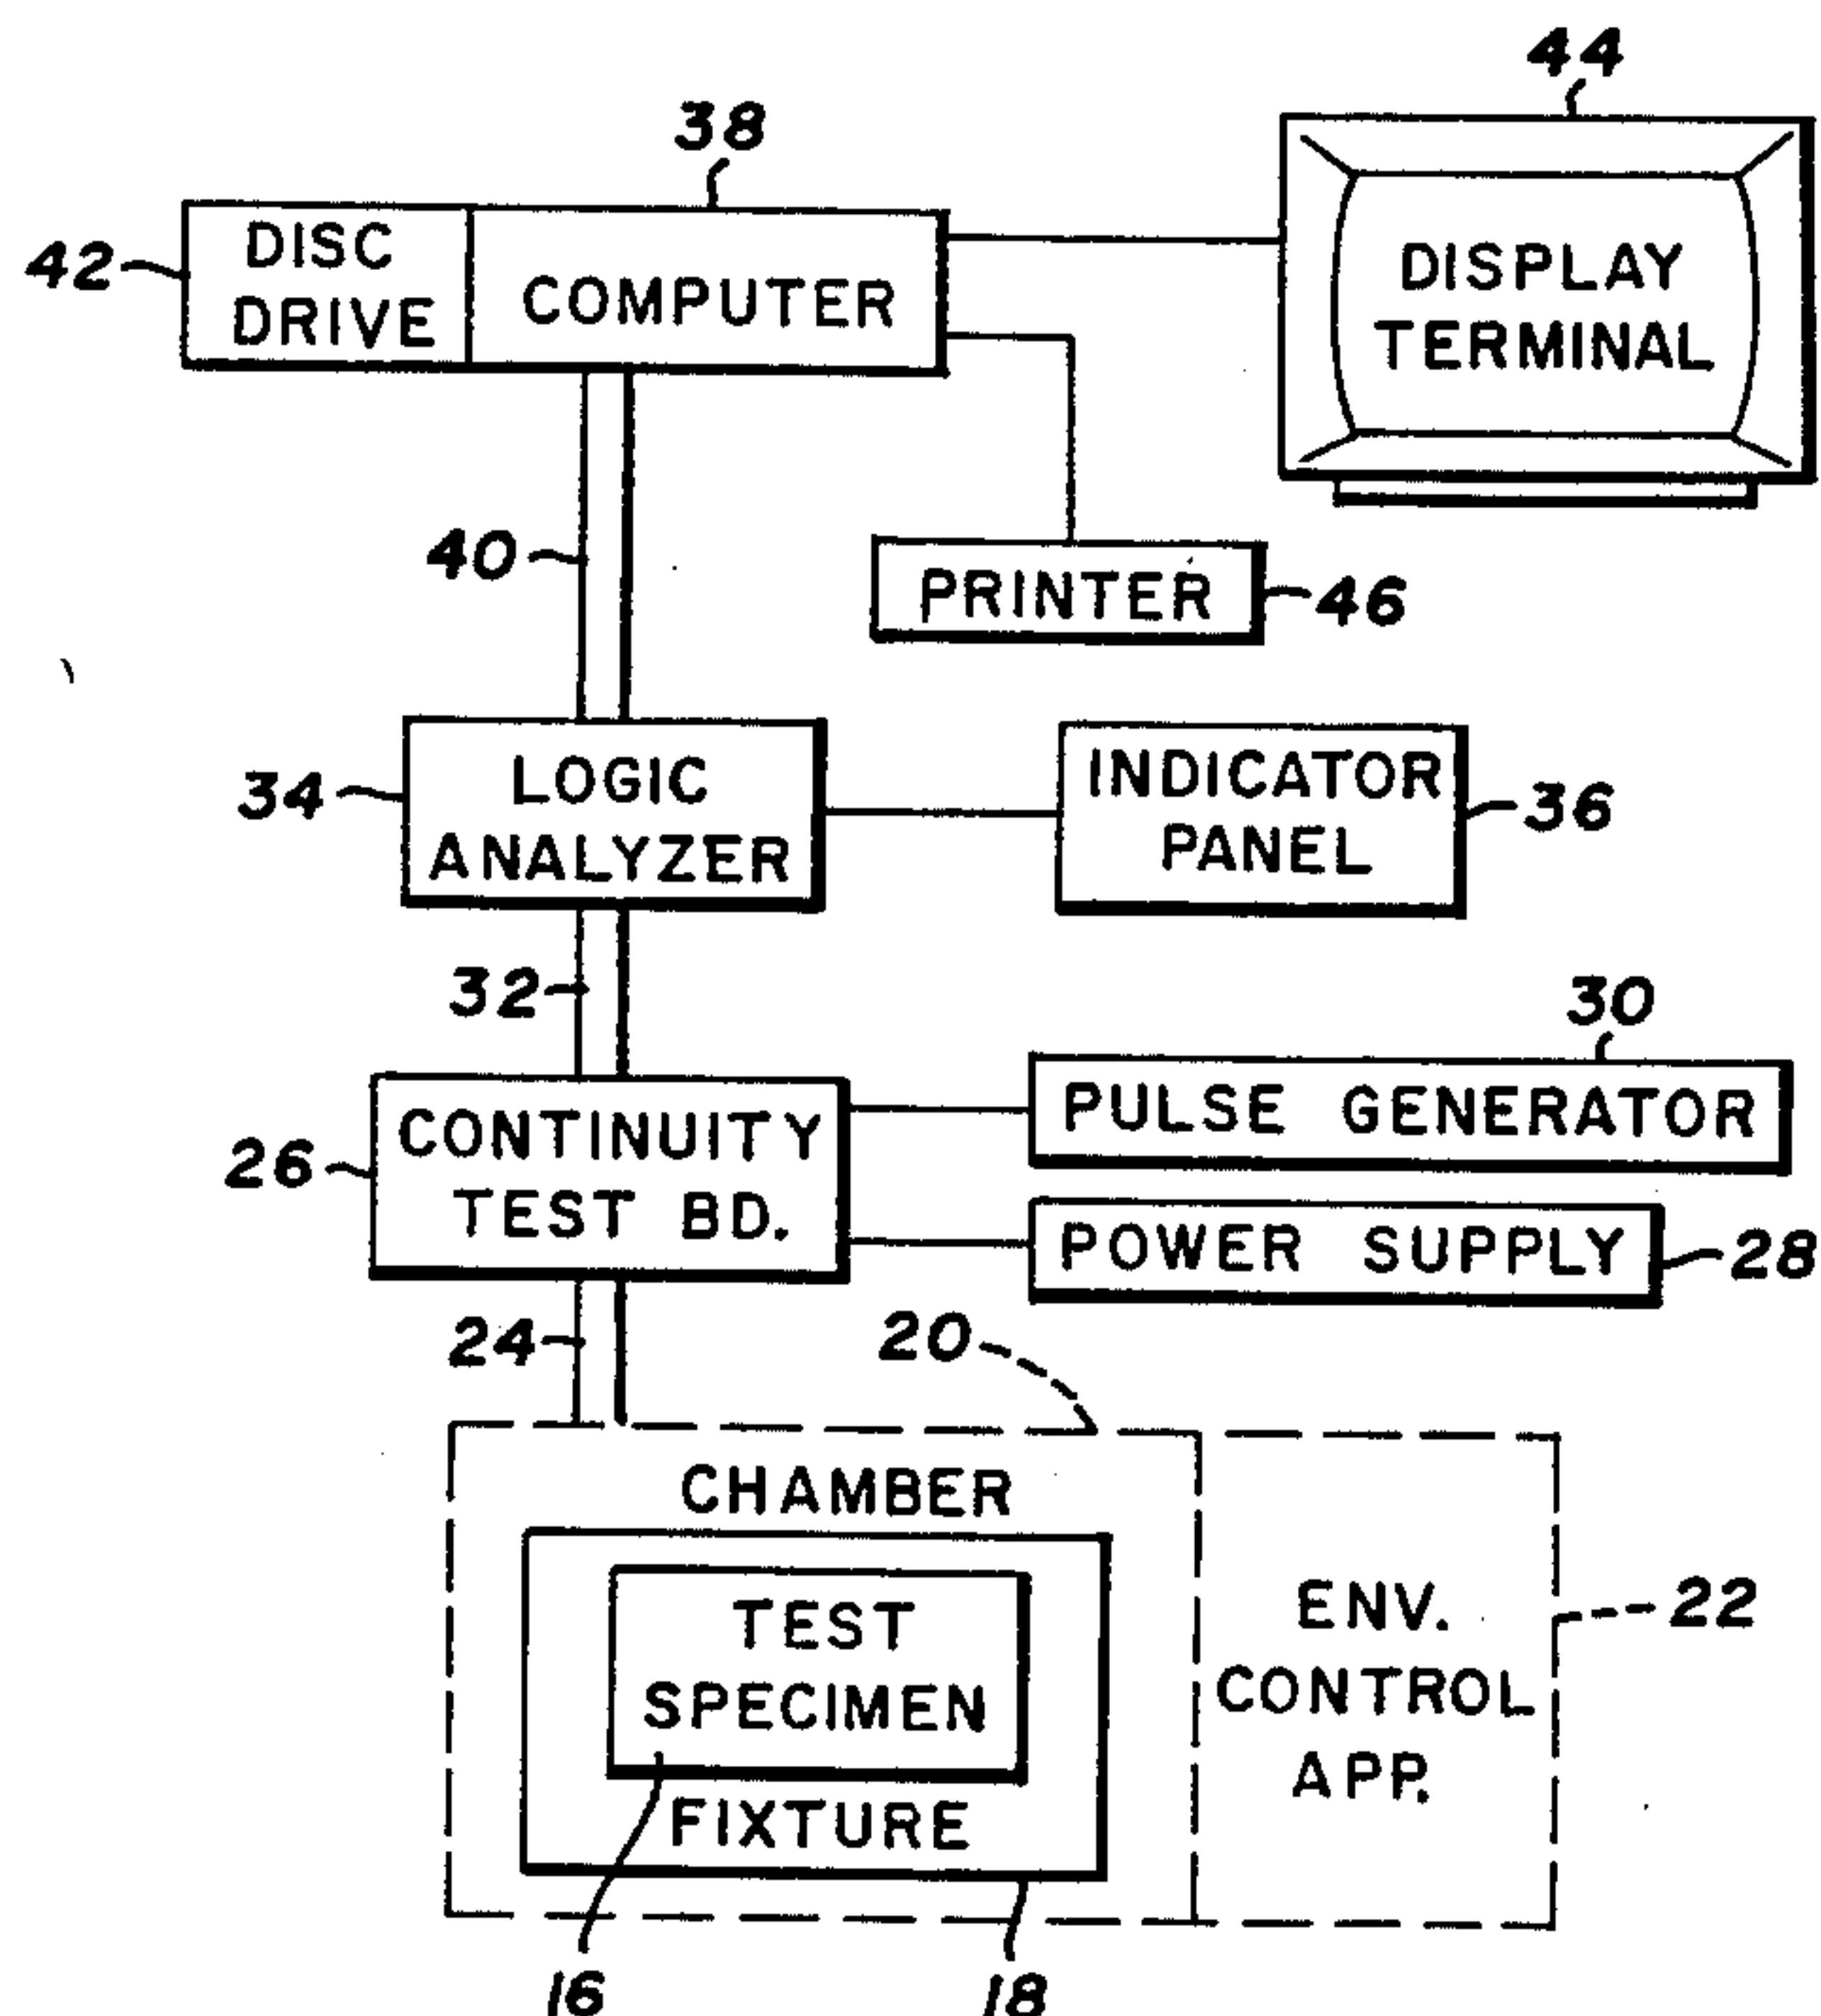 44
38
42
DISC
DRIVE
COMPUTER
DISPLAY
TERMINAL
40
PRINTER
46
34
LOGIC
ANALYZER
INDICATOR
PANEL
36
32
30
26
CONTINUITY
TEST BD.
PULSE GENERATOR
POWER SUPPLY
28
24
20
CHAMBER
TEST
SPECIMEN
FIXTURE
ENV.
CONTROL
APP.
22
16
18